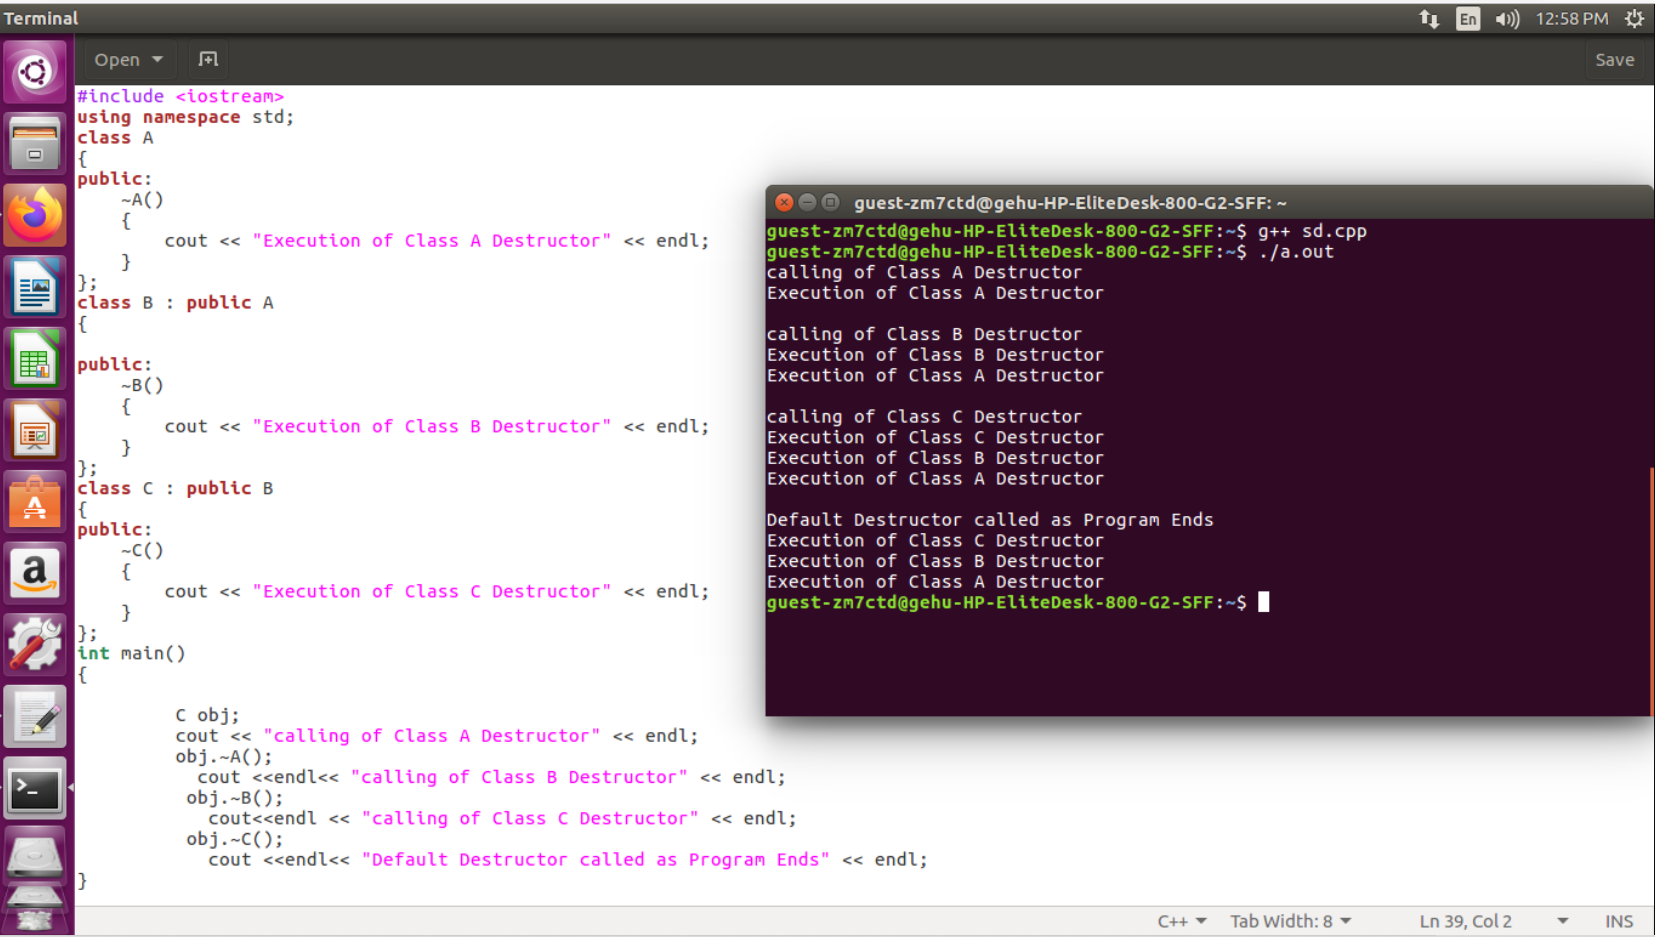 Terminal
En 12:58 PM
Open Save
#include <iostream>
using namespace std;
class A
{
public:
    ~A()
    {
        cout << "Execution of Class A Destructor" << endl;
    }
};
class B : public A
{

public:
    ~B()
    {
        cout << "Execution of Class B Destructor" << endl;
    }
};
class C : public B
{
public:
    ~C()
    {
        cout << "Execution of Class C Destructor" << endl;
    }
};
int main()
{

         C obj;
         cout << "calling of Class A Destructor" << endl;
         obj.~A();
           cout <<endl<< "calling of Class B Destructor" << endl;
          obj.~B();
            cout<<endl << "calling of Class C Destructor" << endl;
          obj.~C();
            cout <<endl<< "Default Destructor called as Program Ends" << endl;
}
guest-zm7ctd@gehu-HP-EliteDesk-800-G2-SFF: ~
guest-zm7ctd@gehu-HP-EliteDesk-800-G2-SFF:~$ g++ sd.cpp
guest-zm7ctd@gehu-HP-EliteDesk-800-G2-SFF:~$ ./a.out
calling of Class A Destructor
Execution of Class A Destructor

calling of Class B Destructor
Execution of Class B Destructor
Execution of Class A Destructor

calling of Class C Destructor
Execution of Class C Destructor
Execution of Class B Destructor
Execution of Class A Destructor

Default Destructor called as Program Ends
Execution of Class C Destructor
Execution of Class B Destructor
Execution of Class A Destructor
guest-zm7ctd@gehu-HP-EliteDesk-800-G2-SFF:~$
a
C++ Tab Width: 8 Ln 39, Col 2 INS